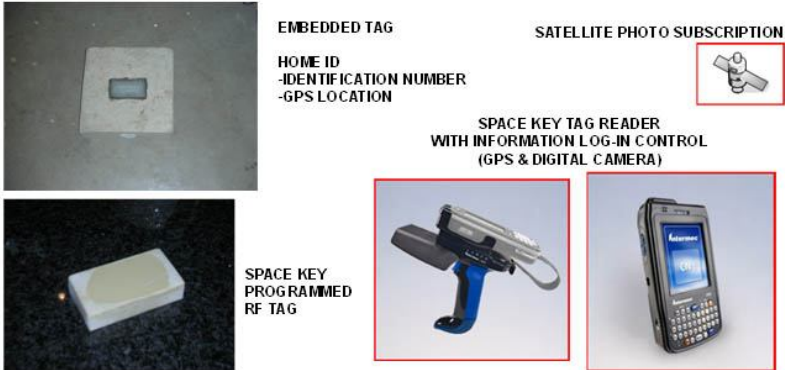 EMBEDDED TAG
HOME ID
-IDENTIFICATION NUMBER
-GPS LOCATION
SATELLITE PHOTO SUBSCRIPTION
SPACE KEY TAG READER
WITH INFORMATION LOG-IN CONTROL
(GPS & DIGITAL CAMERA)
SPACE KEY
PROGRAMMED
RF TAG
Intermec
Intermec